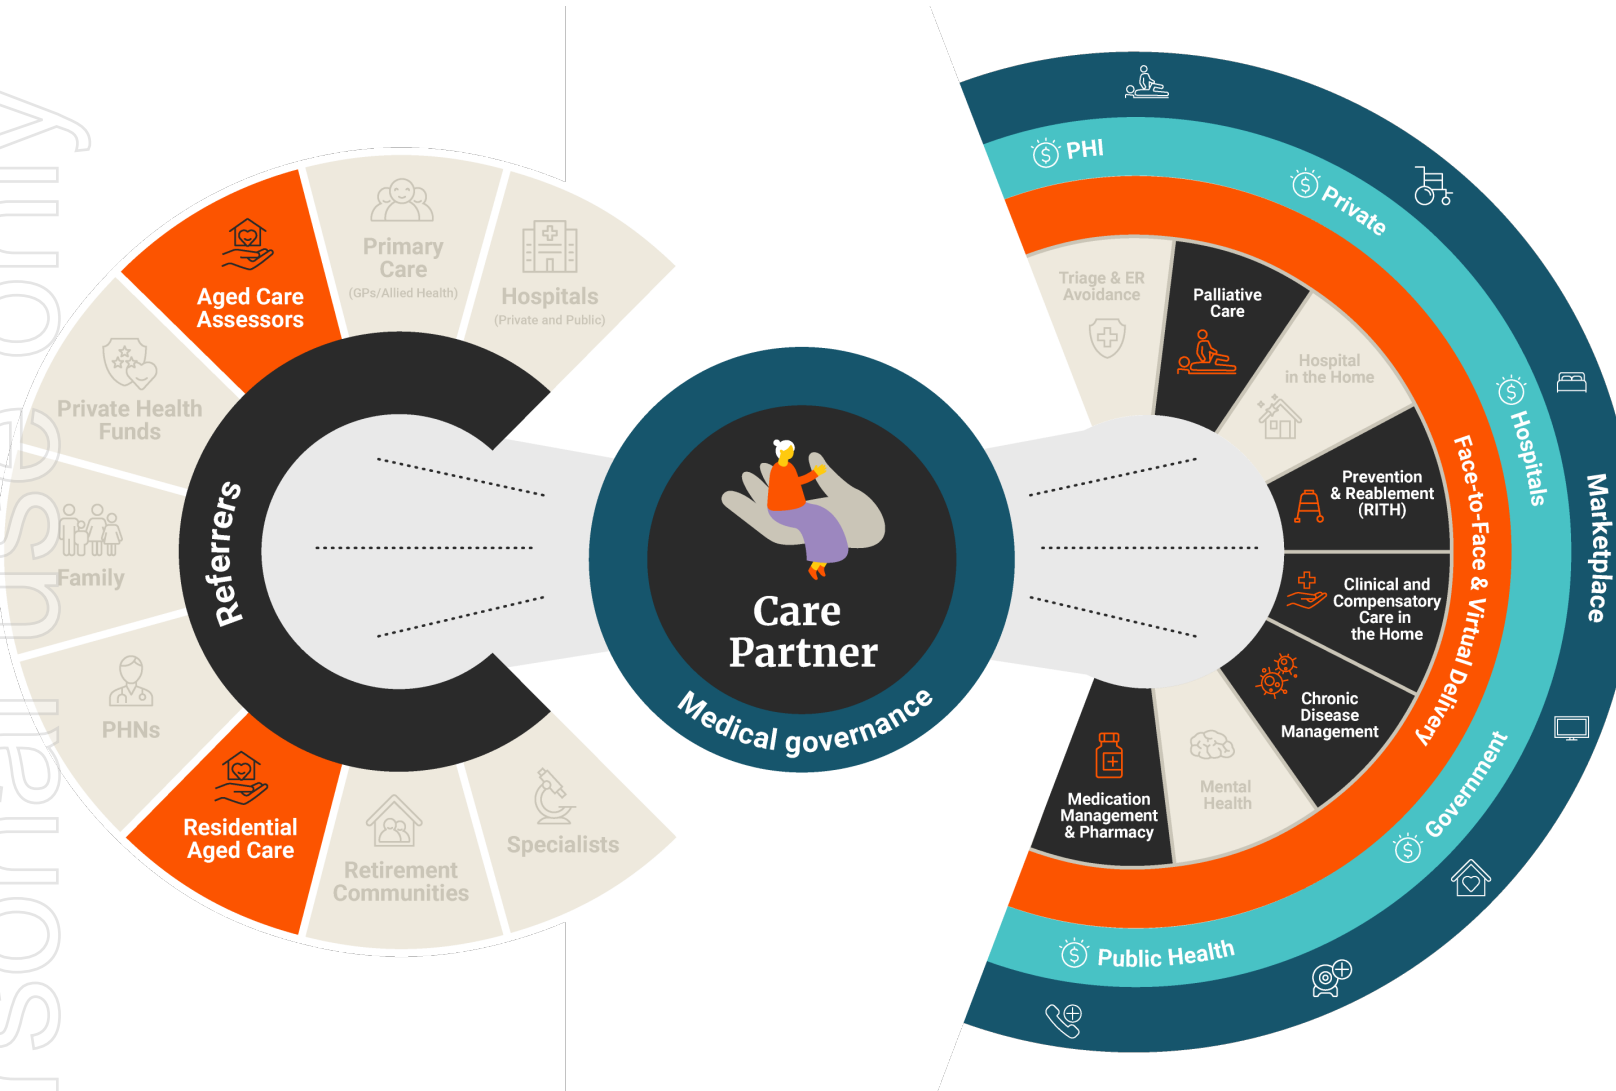 Aged Care
Assessors
Primary
Care
(GPs/Allied Health)
Hospitals
(Private and Public)
Private Health
Funds
Family
PHNs
Residential
Aged Care
Retirement
Communities
Specialists
Referrers
Care
Partner
Medical governance
Triage & ER
Avoidance
Palliative
Care
Hospital
in the Home
Prevention
& Reablement
(RITH)
Clinical and
Compensatory
Care in
the Home
Chronic
Disease
Management
Mental
Health
Medication
Management
& Pharmacy
Face-to-Face & Virtual Delivery
PHI
Private
Hospitals
Government
Public Health
Marketplace